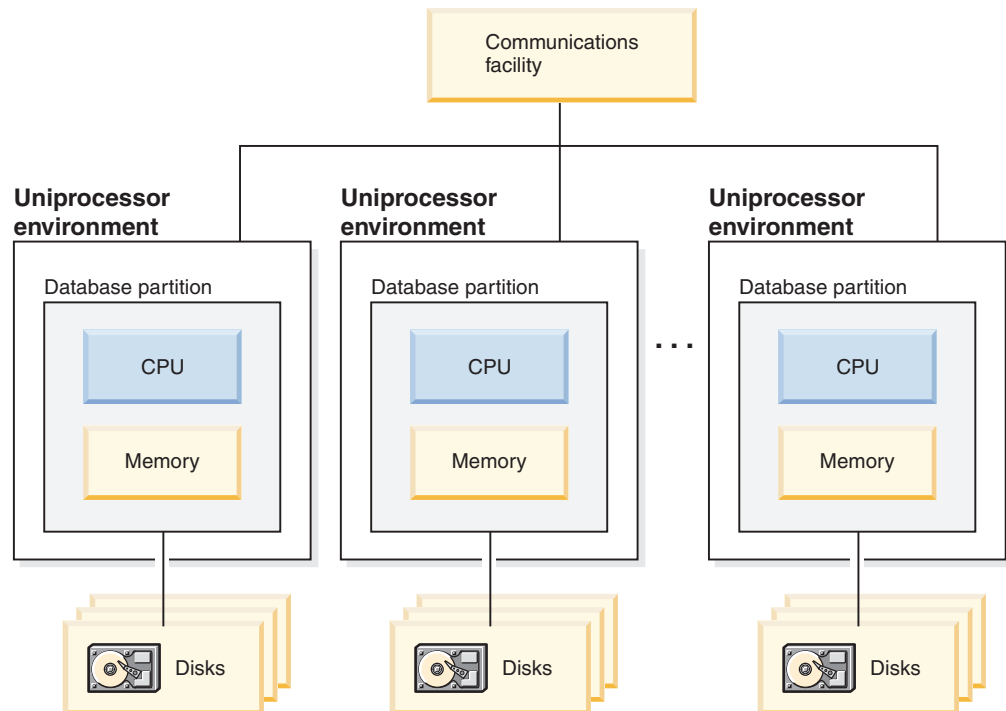 Communications
facility
Uniprocessor
environment
Uniprocessor
environment
Uniprocessor
environment
Database partition
Database partition
Database partition
CPU
CPU
. . .
CPU
Memory
Memory
Memory
Disks
Disks
Disks